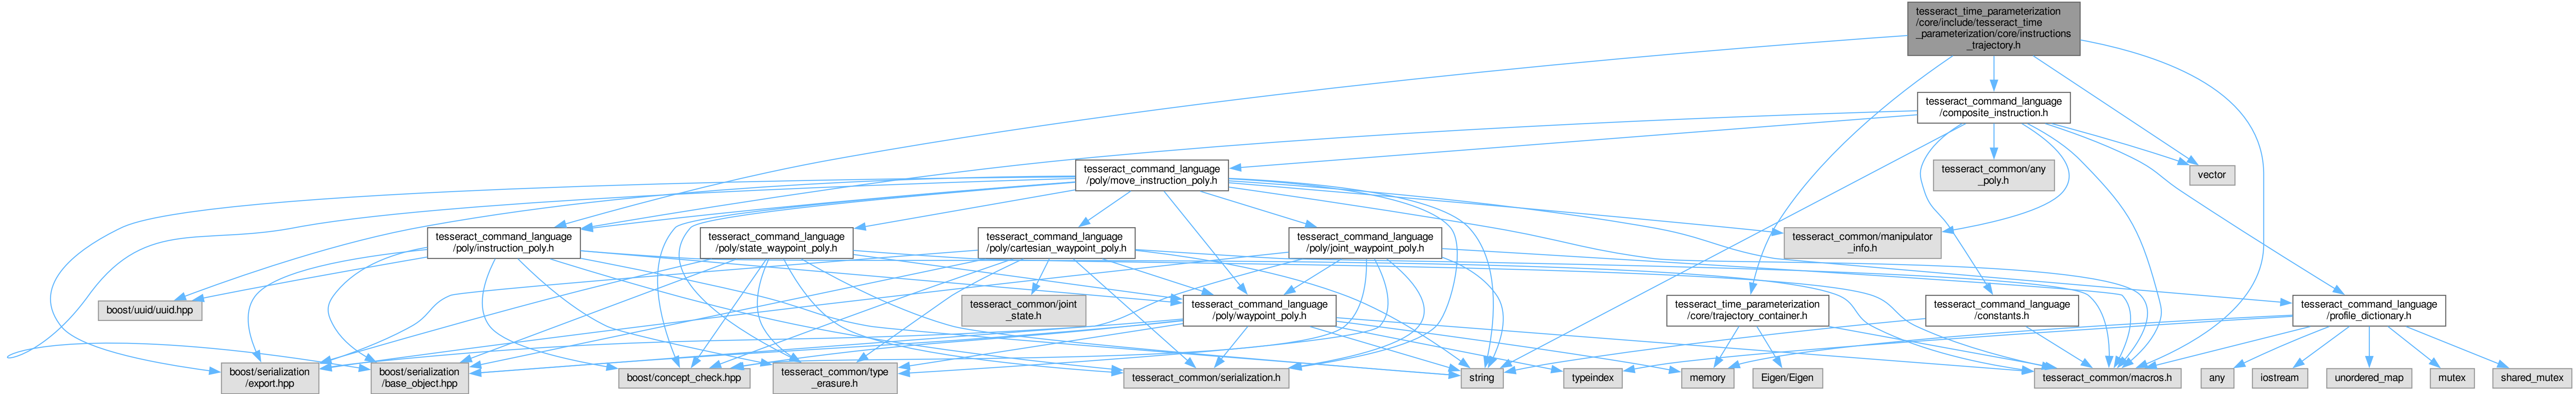 tesseract_time_parameterization
/core/include/tesseract_time
_parameterization/core/instructions
_trajectory.h
tesseract_command_language
/composite_instruction.h
tesseract_command_language
/poly/move_instruction_poly.h
tesseract_common/any
_poly.h
vector
tesseract_command_language
/poly/instruction_poly.h
tesseract_command_language
/poly/state_waypoint_poly.h
tesseract_command_language
/poly/cartesian_waypoint_poly.h
tesseract_command_language
/poly/joint_waypoint_poly.h
tesseract_common/manipulator
_info.h
boost/uuid/uuid.hpp
tesseract_common/joint
_state.h
tesseract_command_language
/poly/waypoint_poly.h
tesseract_time_parameterization
/core/trajectory_container.h
tesseract_command_language
/constants.h
tesseract_command_language
/profile_dictionary.h
boost/serialization
/export.hpp
boost/serialization
/base_object.hpp
boost/concept_check.hpp
tesseract_common/type
_erasure.h
tesseract_common/serialization.h
string
typeindex
memory
Eigen/Eigen
tesseract_common/macros.h
any
iostream
unordered_map
mutex
shared_mutex